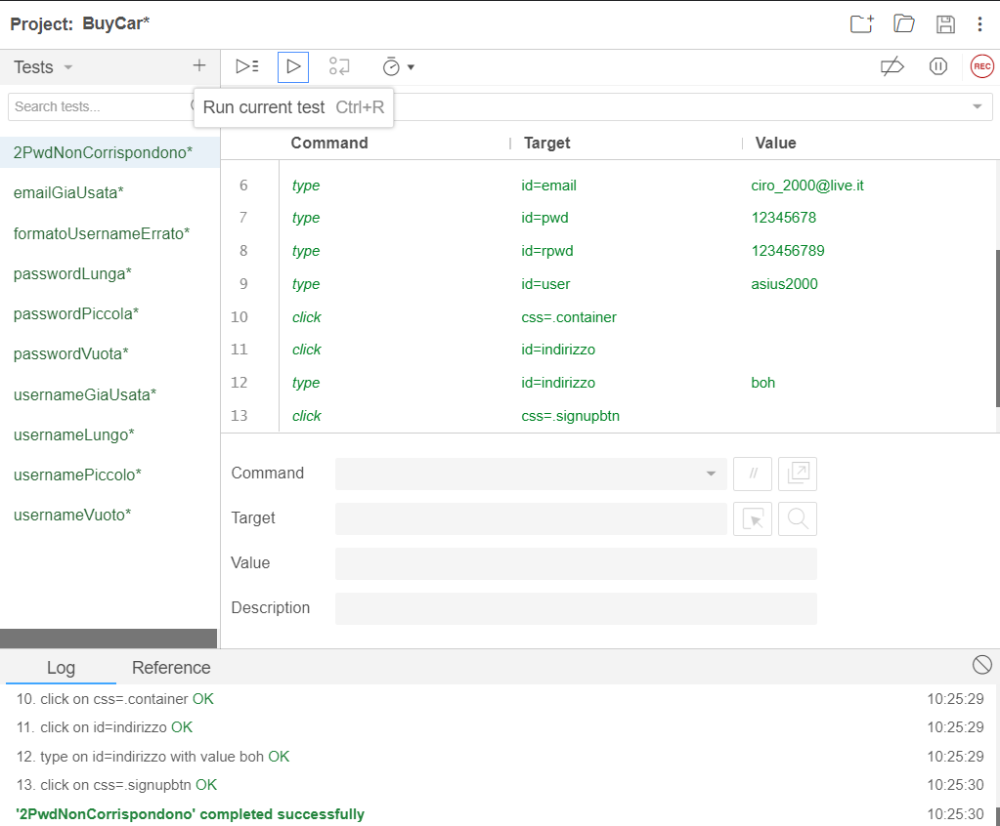 Project: BuyCar*
Tests
REC
Search tests...
Run current test Ctrl+R
Command Target Value
2PwdNonCorrispondono*
emailGiaUsata*
formatoUsernameErrato*
passwordLunga*
passwordPiccola*
passwordVuota*
usernameGiaUsata*
usernameLungo*
usernamePiccolo*
usernameVuoto*
6 type id=email ciro_2000@live.it
7 type id=pwd 12345678
8 type id=rpwd 123456789
9 type id=user asius2000
10 click css=.container
11 click id=indirizzo
12 type id=indirizzo boh
13 click css=.signupbtn
Command //
Target
Value
Description
Log Reference
10. click on css=.container OK 10:25:29
11. click on id=indirizzo OK 10:25:29
12. type on id=indirizzo with value boh OK 10:25:29
13. click on css=.signupbtn OK 10:25:30
'2PwdNonCorrispondono' completed successfully 10:25:30